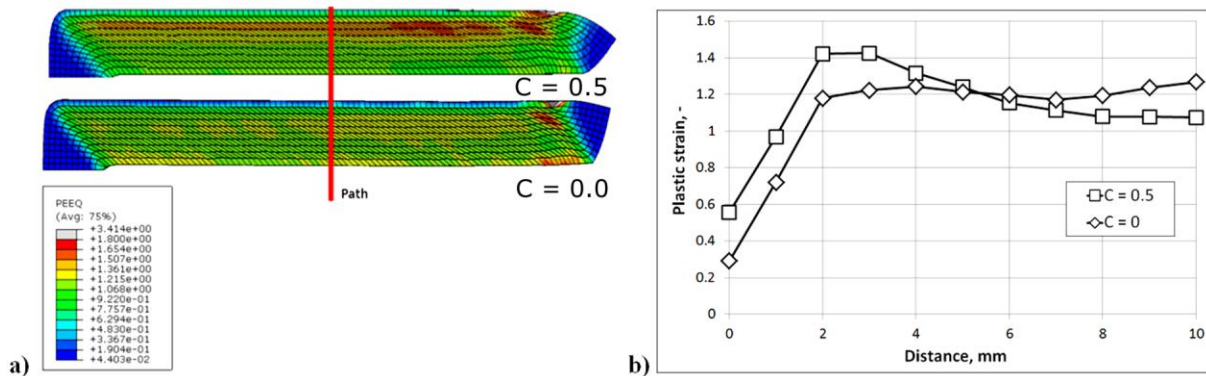 C = 0.5
C = 0.0
Path
PEEQ
(Avg: 75%)
+3.414e+00
+1.800e+00
+1.654e+00
+1.507e+00
+1.361e+00
+1.215e+00
+1.068e+00
+9.220e-01
+7.757e-01
+6.294e-01
+4.830e-01
+3.367e-01
+1.904e-01
+4.403e-02
a)
1.6
1.4
1.2
1
0.8
0.6
0.4
0.2
0
Plastic strain, -
C = 0.5
C = 0
0 2 4 6 8 10
Distance, mm
b)